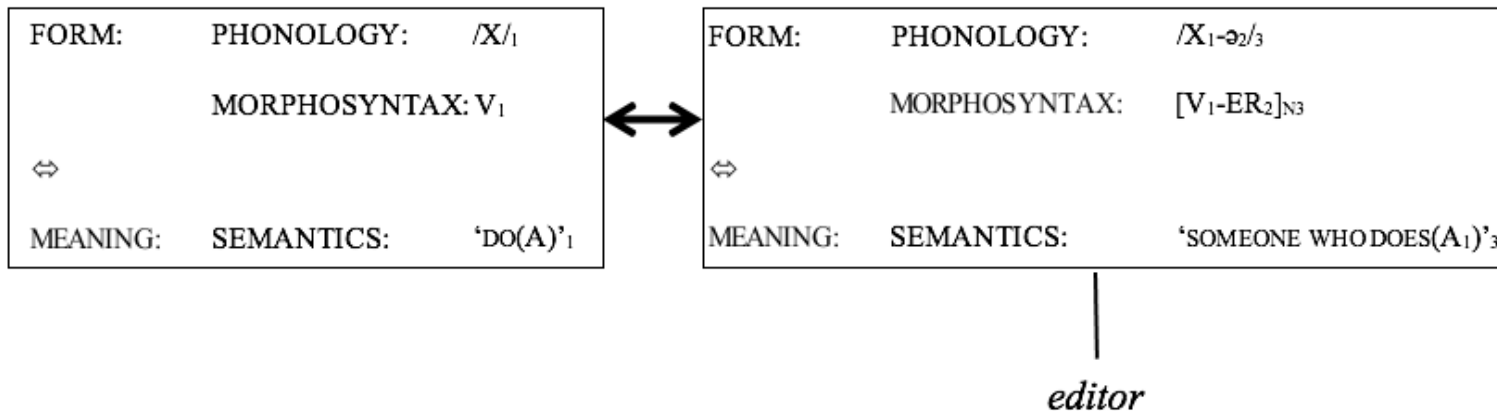 FORM: PHONOLOGY: /X/₁
MORPHOSYNTAX: V₁
⇔
MEANING: SEMANTICS: ‘DO(A)’₁
FORM: PHONOLOGY: /X₁-ə₂/₃
MORPHOSYNTAX: [V₁-ER₂]N₃
⇔
MEANING: SEMANTICS: ‘SOMEONE WHO DOES(A₁)’₃
editor